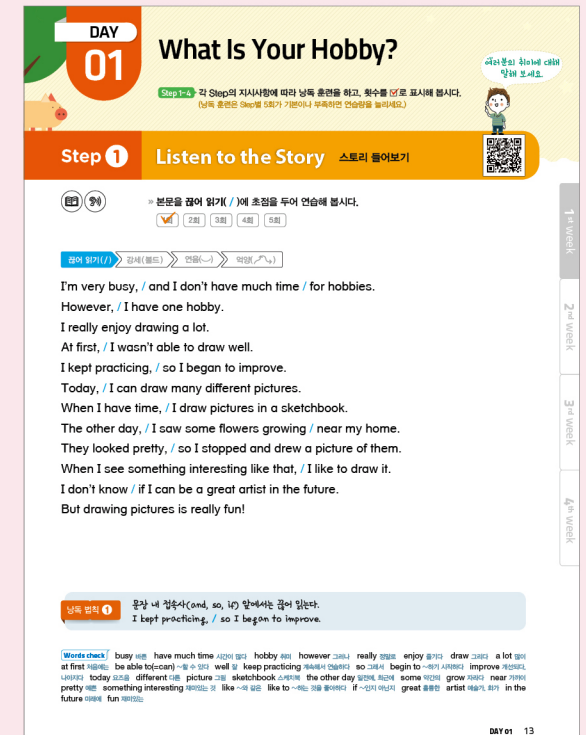 DAY
01
What Is Your Hobby?
여러분의 취미에 대해
말해 보세요.
Step 1-4 각 Step의 지시사항에 따라 낭독 훈련을 하고, 횟수를 ☑로 표시해 봅시다.
(낭독 훈련은 Step별 5회가 기본이나 부족하면 연습량을 늘리세요.)
Step 1 Listen to the Story 스토리 들어보기
» 본문을 끊어 읽기( / )에 초점을 두어 연습해 봅시다.
2회 3회 4회 5회
끊어 읽기(/) 강세(볼드) 연음 억양
I'm very busy, / and I don't have much time / for hobbies.
However, / I have one hobby.
I really enjoy drawing a lot.
At first, / I wasn't able to draw well.
I kept practicing, / so I began to improve.
Today, / I can draw many different pictures.
When I have time, / I draw pictures in a sketchbook.
The other day, / I saw some flowers growing / near my home.
They looked pretty, / so I stopped and drew a picture of them.
When I see something interesting like that, / I like to draw it.
I don't know / if I can be a great artist in the future.
But drawing pictures is really fun!
낭독 법칙 1 문장 내 접속사(and, so, if) 앞에서는 끊어 읽는다.
I kept practicing, / so I began to improve.
Words check busy 바쁜 have much time 시간이 많다 hobby 취미 however 그러나 really 정말로 enjoy 즐기다 draw 그리다 a lot 많이
at first 처음에는 be able to(=can) ~할 수 있다 well 잘 keep practicing 계속해서 연습하다 so 그래서 begin to ~하기 시작하다 improve 개선되다,
나아지다 today 요즈음 different 다른 picture 그림 sketchbook 스케치북 the other day 일전에, 최근에 some 약간의 grow 자라다 near 가까이
pretty 예쁜 something interesting 재미있는 것 like ~와 같은 like to ~하는 것을 좋아하다 if ~인지 아닌지 great 훌륭한 artist 예술가, 화가 in the
future 미래에 fun 재미있는
1st week
2nd week
3rd week
4th week
DAY 01 13